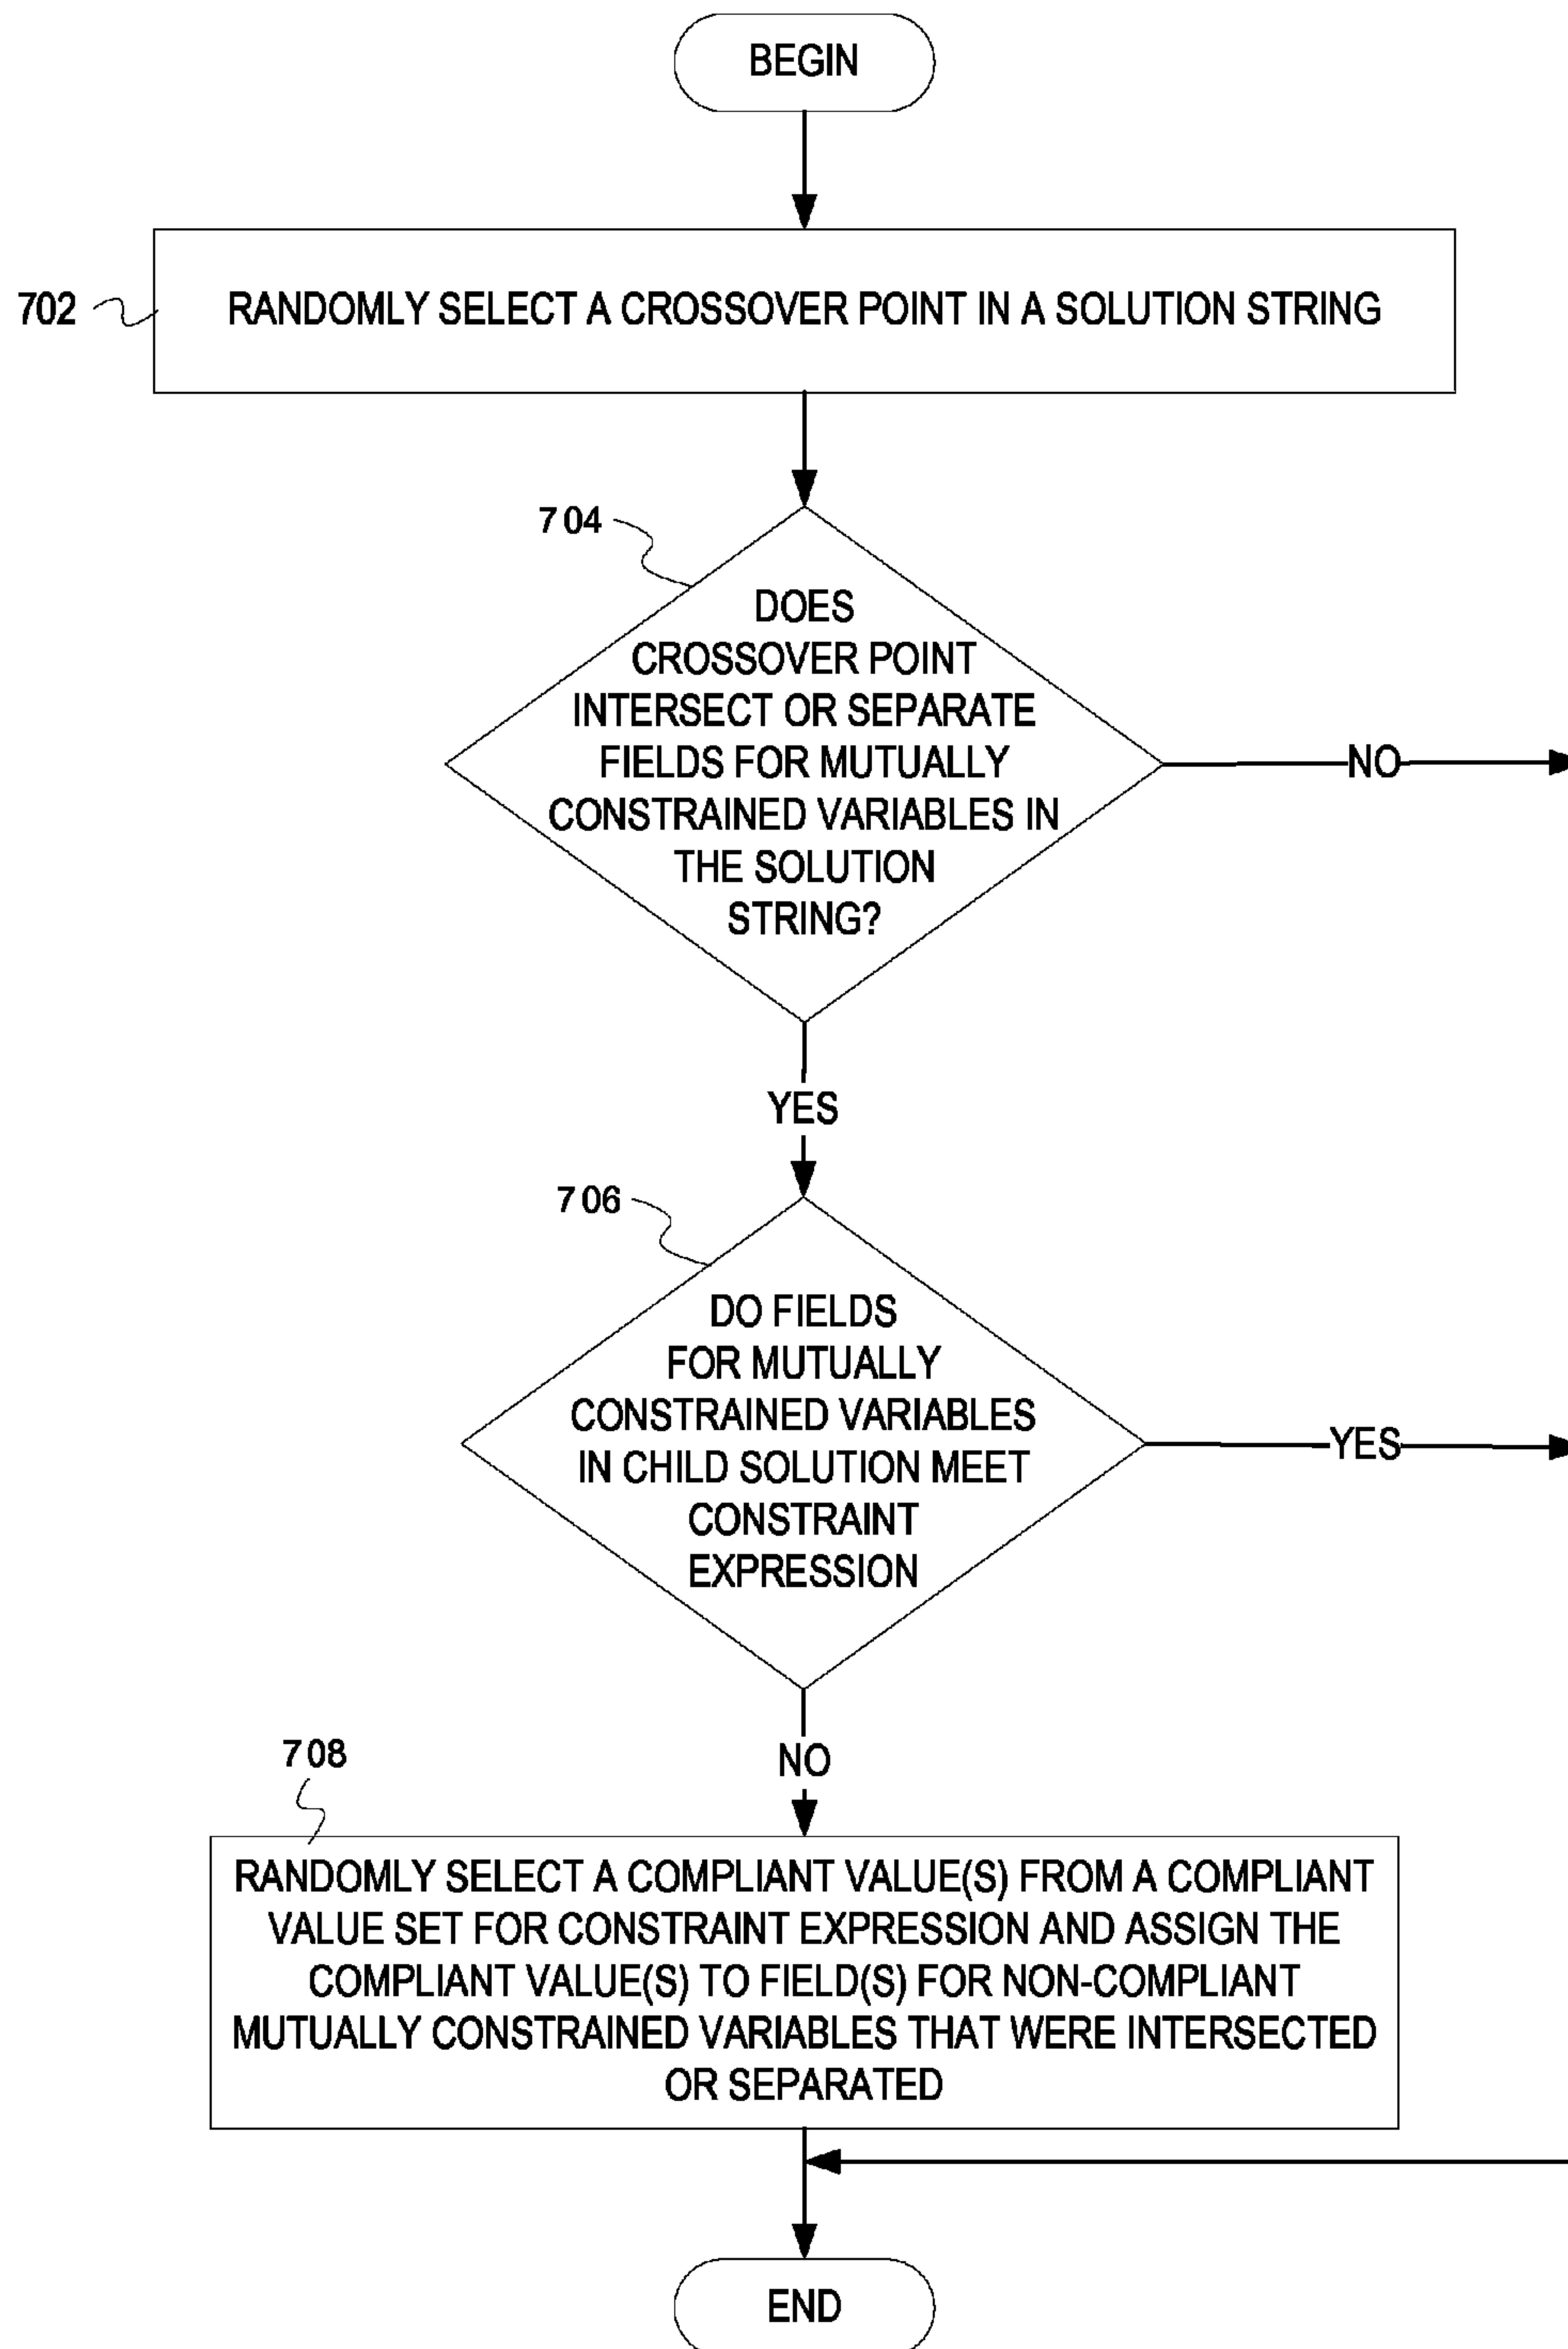 BEGIN
702
RANDOMLY SELECT A CROSSOVER POINT IN A SOLUTION STRING
704
DOES
CROSSOVER POINT
INTERSECT OR SEPARATE
FIELDS FOR MUTUALLY
CONSTRAINED VARIABLES IN
THE SOLUTION
STRING?
NO
YES
706
DO FIELDS
FOR MUTUALLY
CONSTRAINED VARIABLES
IN CHILD SOLUTION MEET
CONSTRAINT
EXPRESSION
YES
NO
708
RANDOMLY SELECT A COMPLIANT VALUE(S) FROM A COMPLIANT
VALUE SET FOR CONSTRAINT EXPRESSION AND ASSIGN THE
COMPLIANT VALUE(S) TO FIELD(S) FOR NON-COMPLIANT
MUTUALLY CONSTRAINED VARIABLES THAT WERE INTERSECTED
OR SEPARATED
END